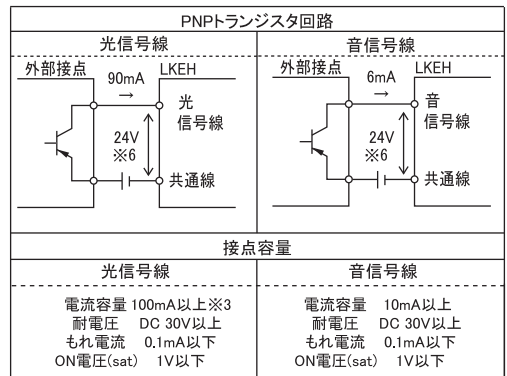 PNPトランジスタ回路
光信号線
音信号線
外部接点
90mA
→
LKEH
光
信号線
24V
※6
共通線
外部接点
6mA
→
LKEH
音
信号線
24V
※6
共通線
接点容量
光信号線
音信号線
電流容量 100mA以上※3
耐電圧 DC 30V以上
もれ電流 0.1mA以下
ON電圧(sat) 1V以下
電流容量 10mA以上
耐電圧 DC 30V以上
もれ電流 0.1mA以下
ON電圧(sat) 1V以下